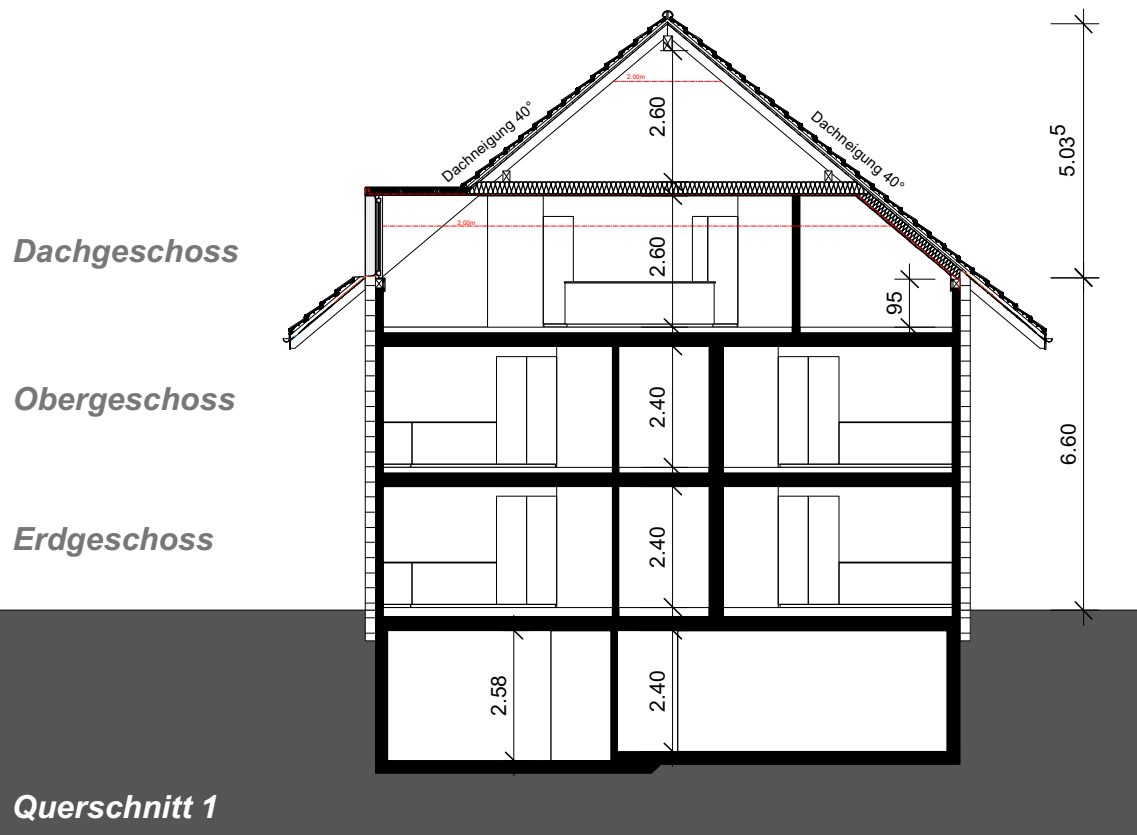 2.00m
2.60
Dachneigung 40°
Dachneigung 40°
5.03⁵
Dachgeschoss
2.00m
2.60
95
Obergeschoss
2.40
6.60
Erdgeschoss
2.40
2.58
2.40
Querschnitt 1